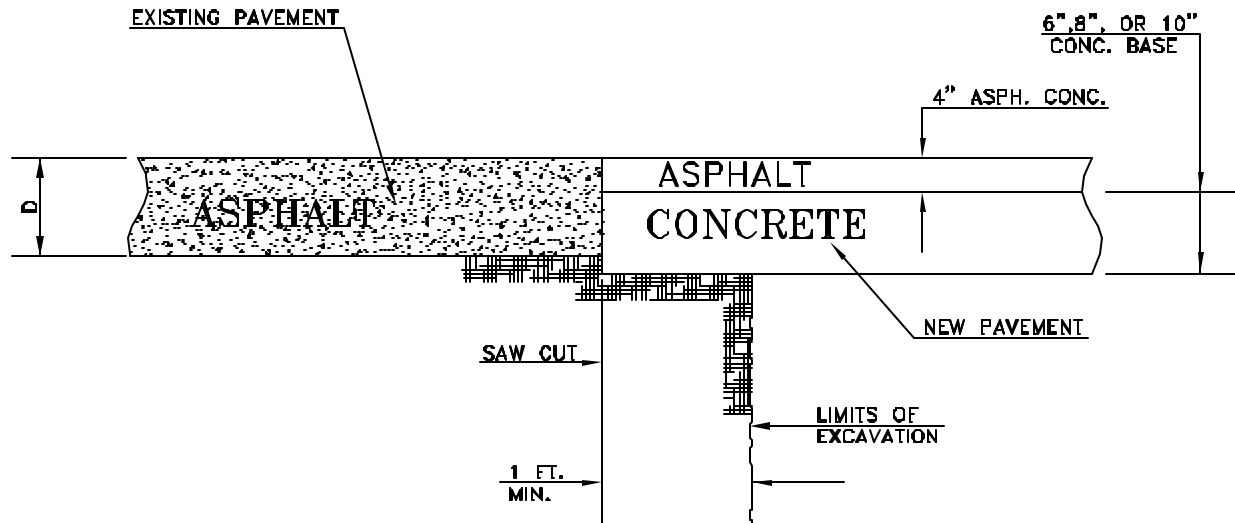 EXISTING PAVEMENT
6",8", OR 10"
CONC. BASE
4" ASPH. CONC.
D
ASPHALT
ASPHALT
CONCRETE
NEW PAVEMENT
SAW CUT
LIMITS OF
EXCAVATION
1 FT.
MIN.